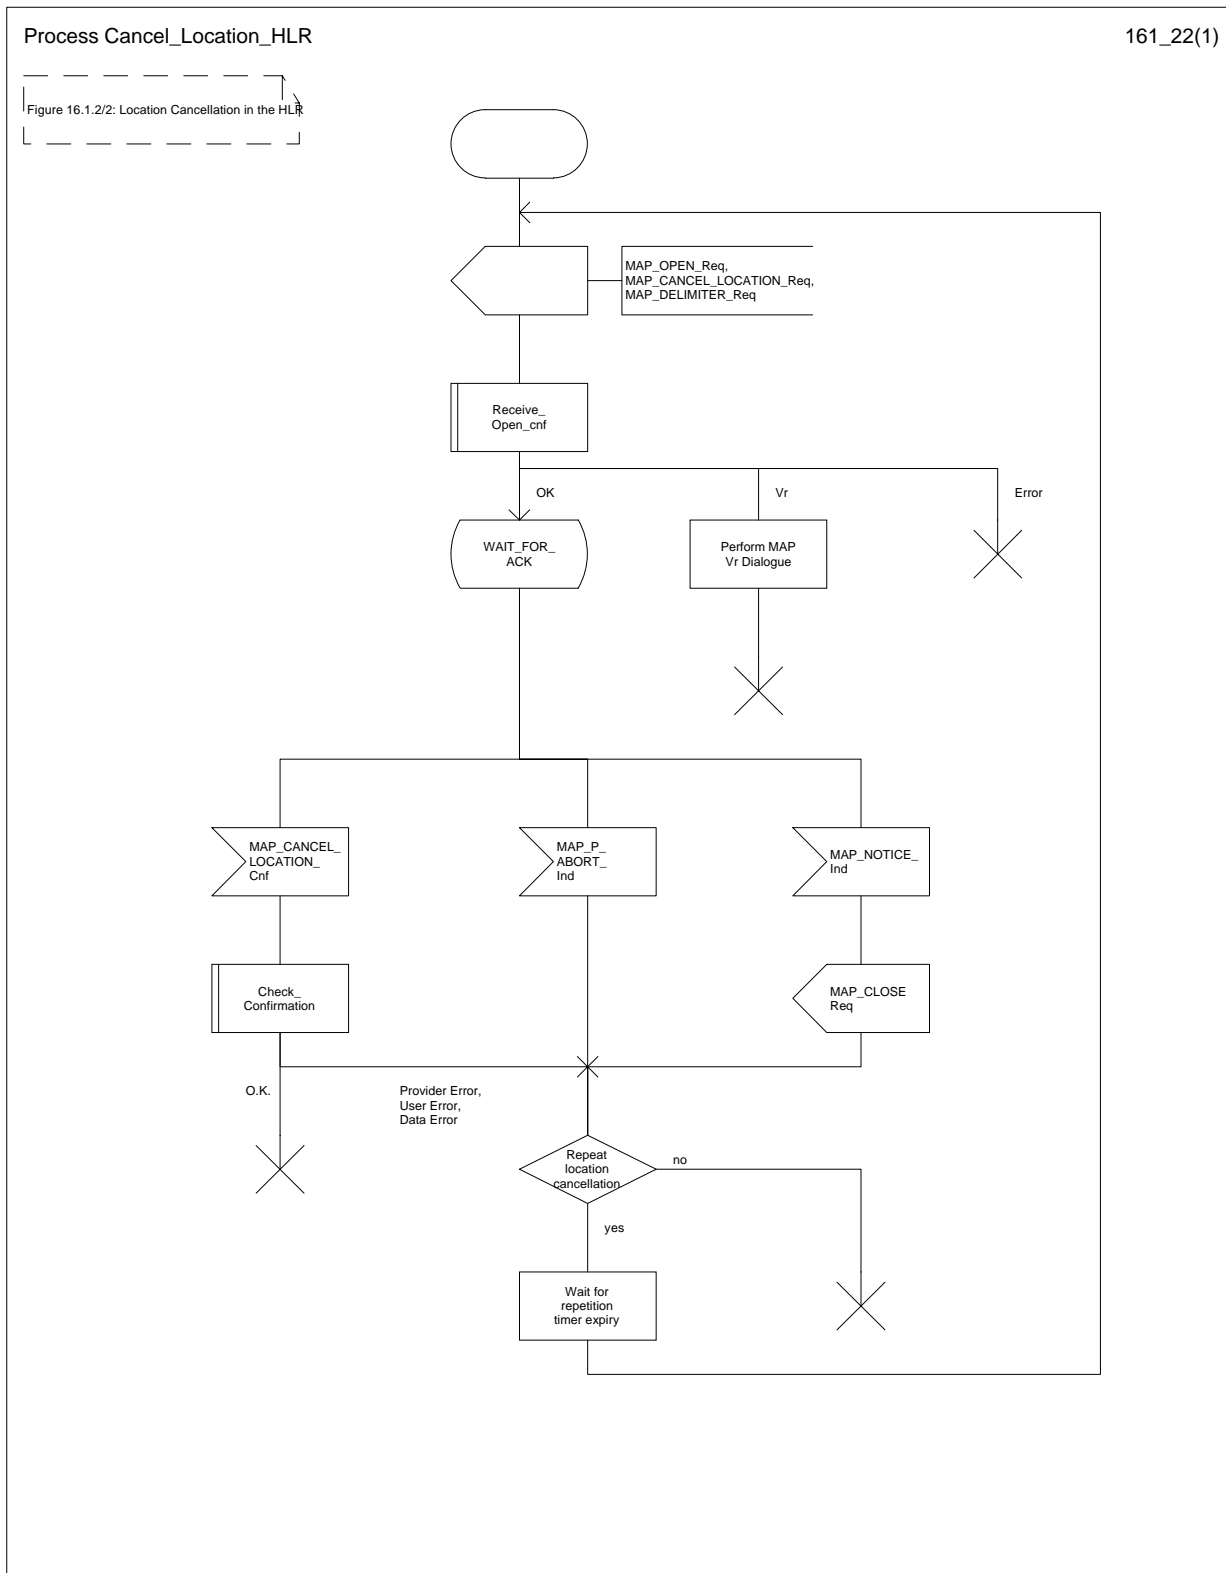 Process Cancel_Location_HLR
161_22(1)
Figure 16.1.2/2: Location Cancellation in the HLR
MAP_OPEN_Req,
MAP_CANCEL_LOCATION_Req,
MAP_DELIMITER_Req
Receive_
Open_cnf
OK
Vr
Error
WAIT_FOR_
ACK
Perform MAP
Vr Dialogue
MAP_CANCEL_
LOCATION_
Cnf
MAP_P_
ABORT_
Ind
MAP_NOTICE_
Ind
Check_
Confirmation
MAP_CLOSE
Req
O.K.
Provider Error,
User Error,
Data Error
Repeat
location
cancellation
no
yes
Wait for
repetition
timer expiry